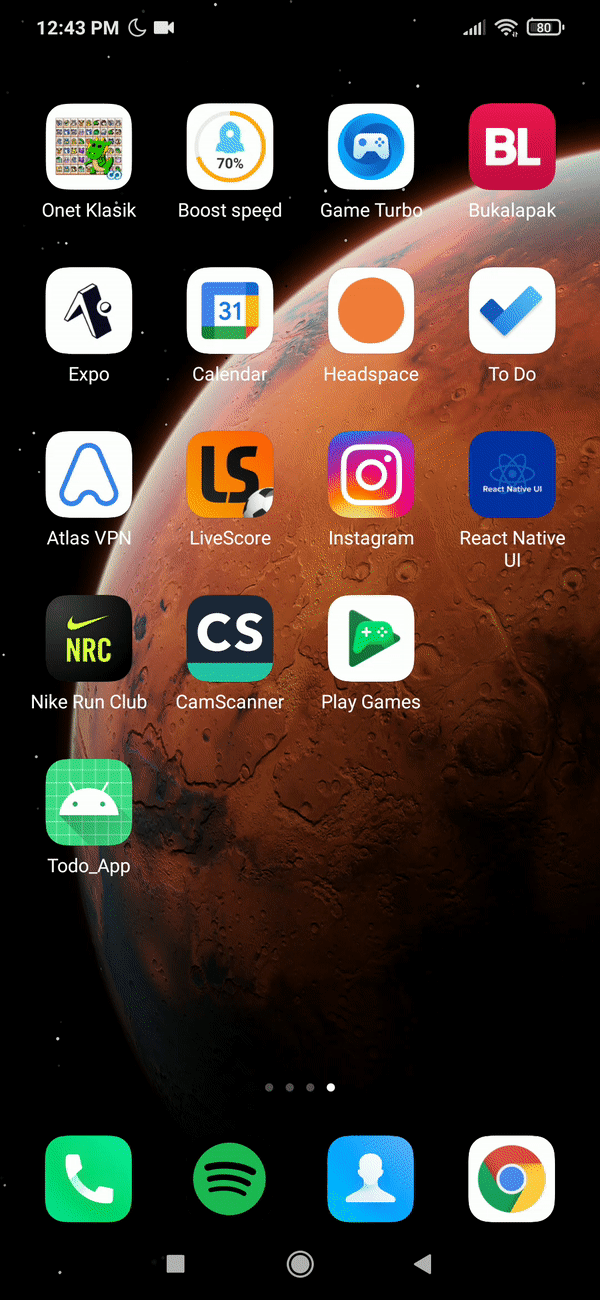 12:43 PM
80
70%
BL
Onet Klasik
Boost speed
Game Turbo
Bukalapak
31
Expo
Calendar
Headspace
To Do
LS
React Native UI
Atlas VPN
LiveScore
Instagram
React Native
UI
NRC
CS
Nike Run Club
CamScanner
Play Games
Todo_App